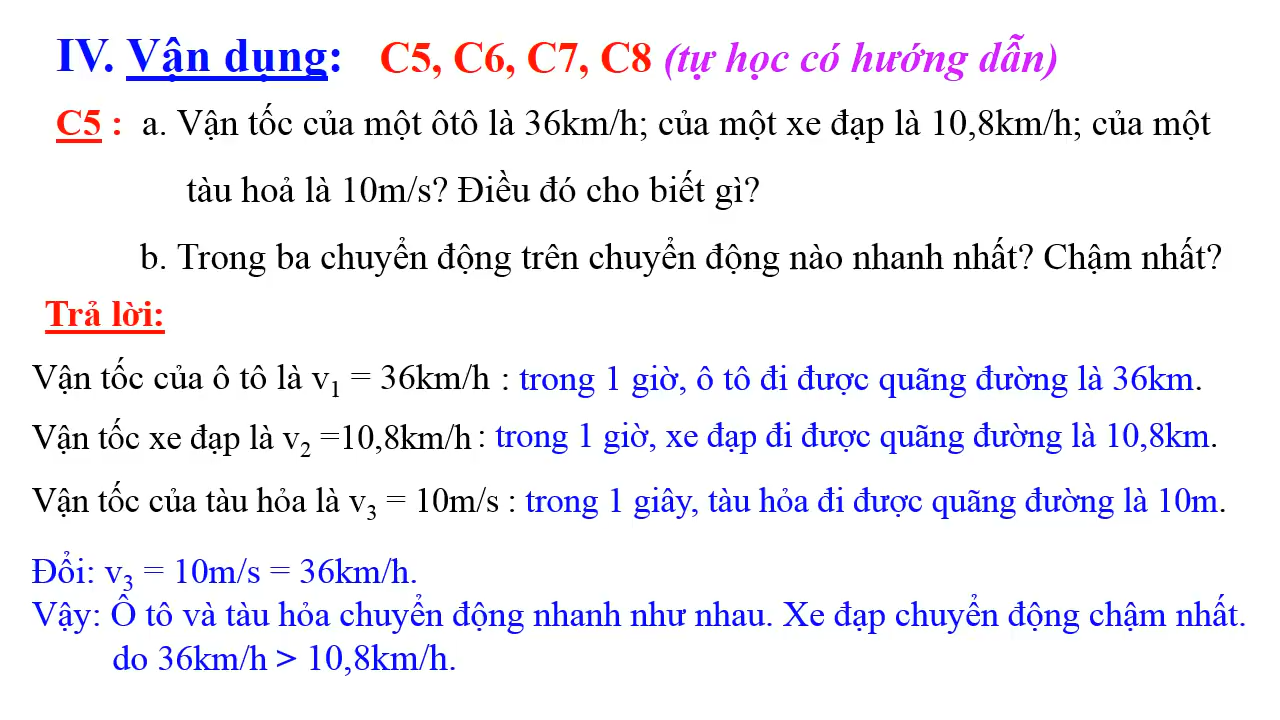 IV. Vận dụng: C5, C6, C7, C8 (tự học có hướng dẫn)
C5 : a. Vận tốc của một ôtô là 36km/h; của một xe đạp là 10,8km/h; của một
tàu hoả là 10m/s? Điều đó cho biết gì?
b. Trong ba chuyển động trên chuyển động nào nhanh nhất? Chậm nhất?
Trả lời:
Vận tốc của ô tô là v₁ = 36km/h : trong 1 giờ, ô tô đi được quãng đường là 36km.
Vận tốc xe đạp là v₂ =10,8km/h : trong 1 giờ, xe đạp đi được quãng đường là 10,8km.
Vận tốc của tàu hỏa là v₃ = 10m/s : trong 1 giây, tàu hỏa đi được quãng đường là 10m.
Đổi: v₃ = 10m/s = 36km/h.
Vậy: Ô tô và tàu hỏa chuyển động nhanh như nhau. Xe đạp chuyển động chậm nhất.
do 36km/h > 10,8km/h.